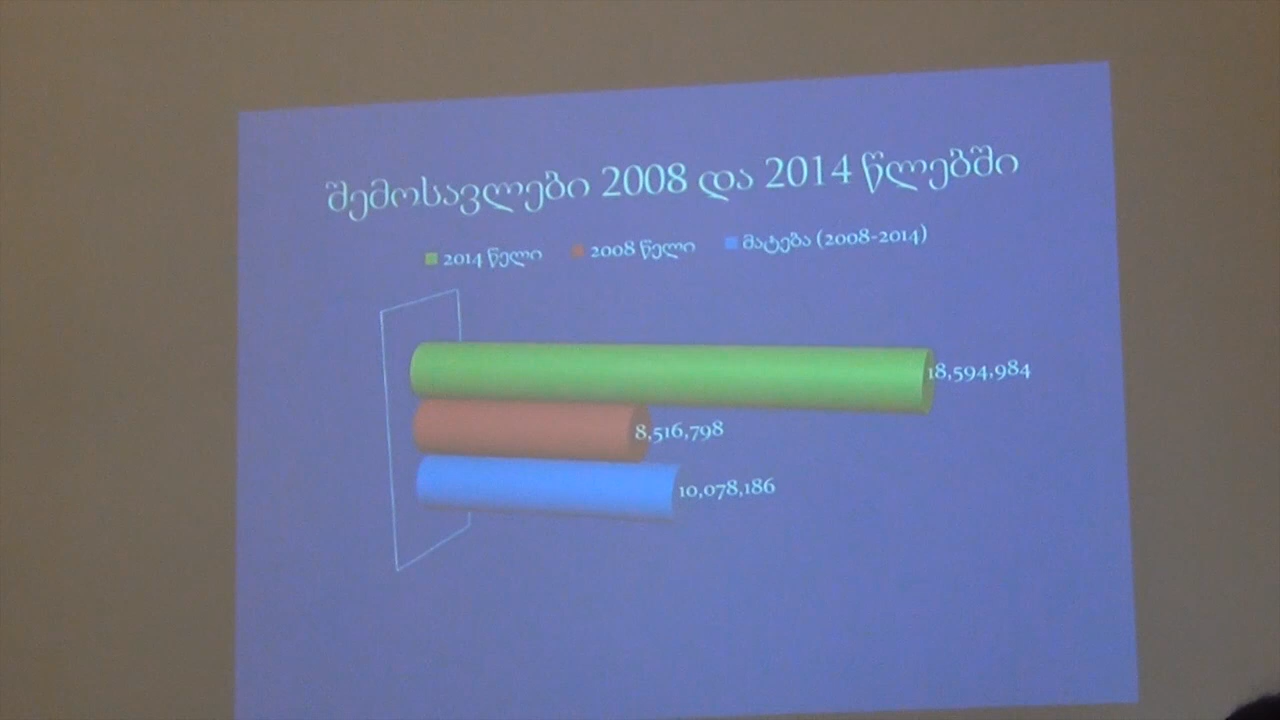 შემოსავლები 2008 და 2014 წლებში
2014 წელი 2008 წელი მატება (2008-2014)
18,594,984
8,516,798
10,078,186